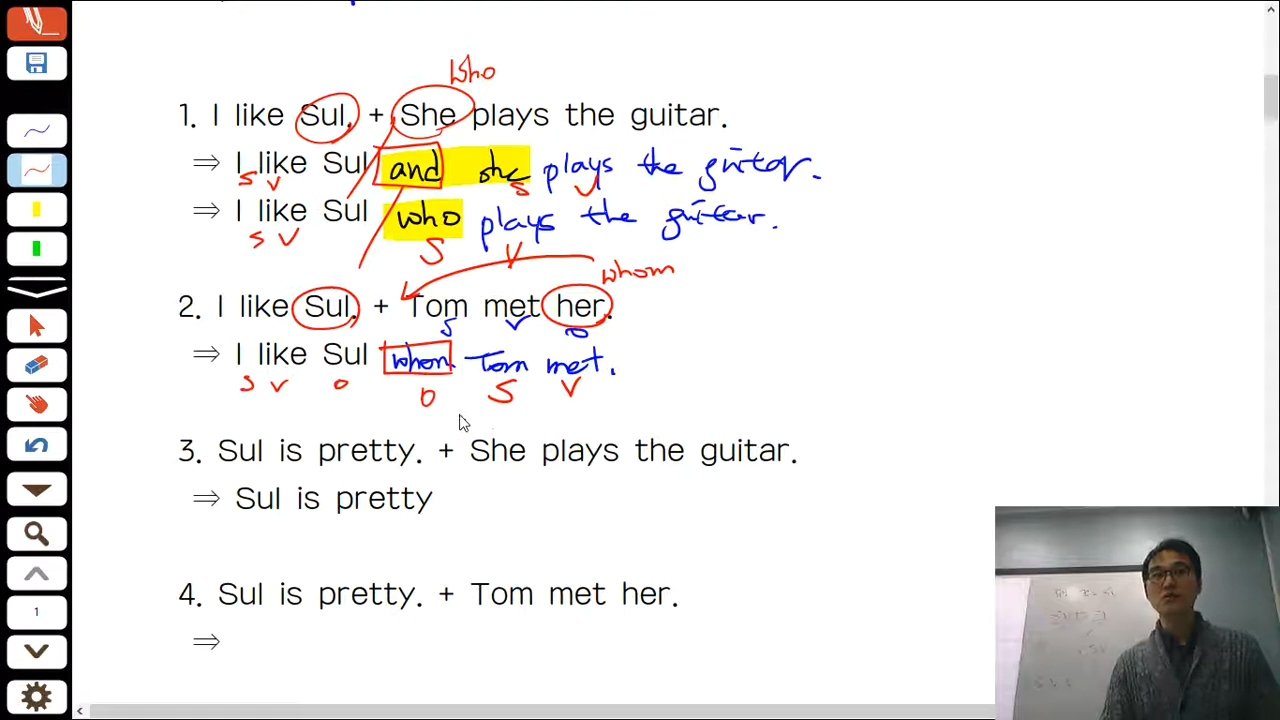 who
1. I like Sul. + She plays the guitar.
⇒ I like Sul and she plays the guitar.
S V S V
⇒ I like Sul who plays the guitar.
S V S V
whom
2. I like Sul. + Tom met her.
S V O
⇒ I like Sul whom Tom met.
S V O O S V
3. Sul is pretty. + She plays the guitar.
⇒ Sul is pretty
4. Sul is pretty. + Tom met her.
⇒
1